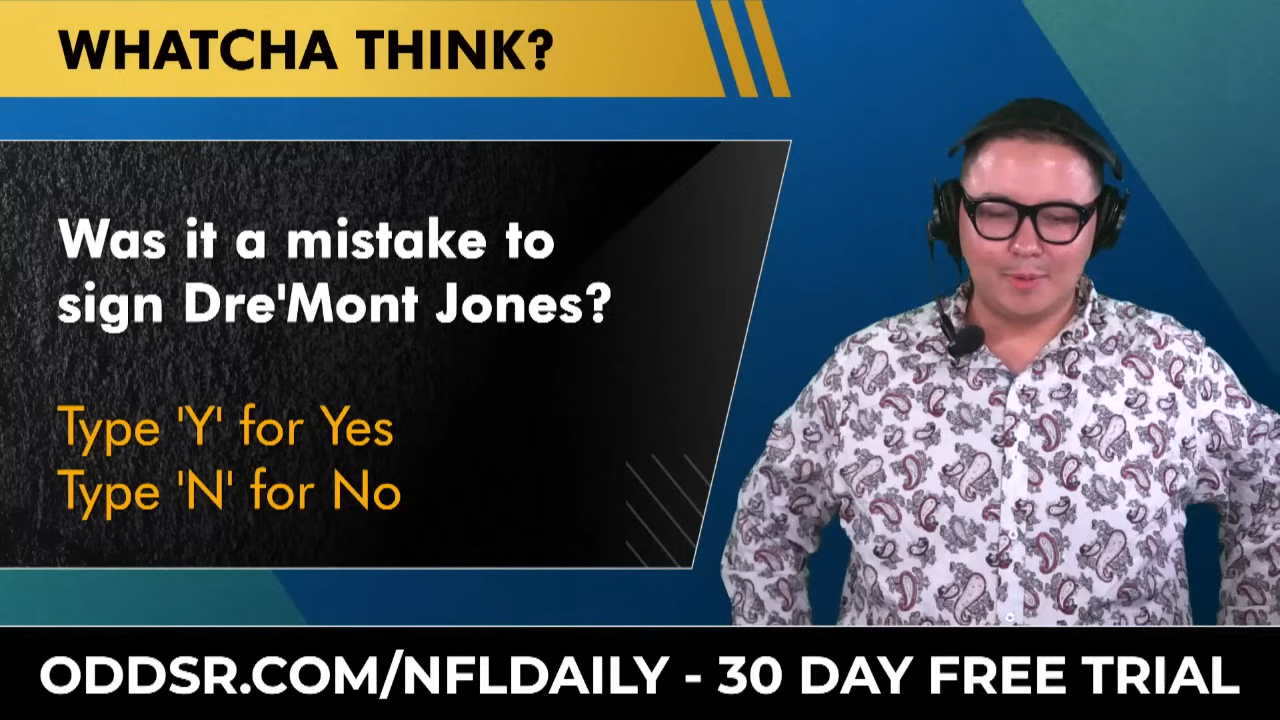 WHATCHA THINK?
Was it a mistake to
sign Dre'Mont Jones?
Type 'Y' for Yes
Type 'N' for No
ODDSR.COM/NFLDAILY - 30 DAY FREE TRIAL